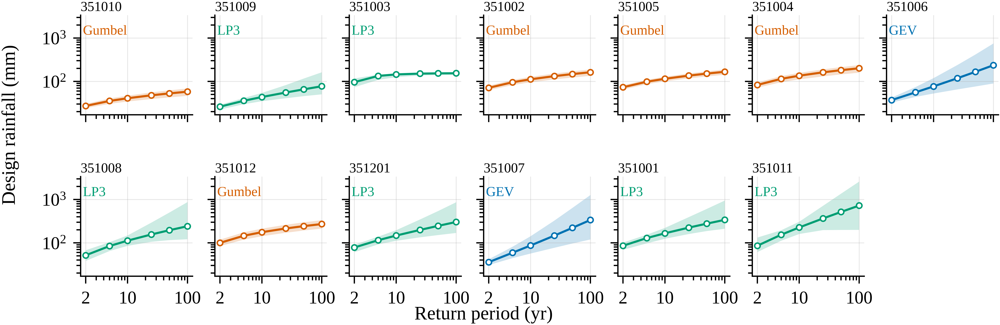 351010
351009
351003
351002
351005
351004
351006
Gumbel
LP3
LP3
Gumbel
Gumbel
Gumbel
GEV
10³
10²
Design rainfall (mm)
351008
351012
351201
351007
351001
351011
LP3
Gumbel
LP3
GEV
LP3
LP3
10³
10²
2 10 100
2 10 100
2 10 100
2 10 100
2 10 100
2 10 100
Return period (yr)